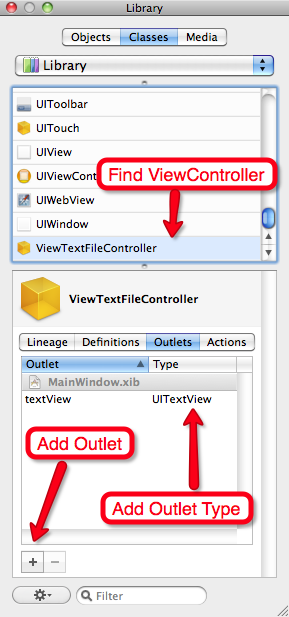 Library
Objects Classes Media
Library
UIToolbar
UITouch
UIView
UIViewCont
Find ViewController
UIWebView
UIWindow
ViewTextFileController
ViewTextFileController
Lineage Definitions Outlets Actions
Outlet Type
MainWindow.xib
textView UITextView
Add Outlet
Add Outlet Type
Filter